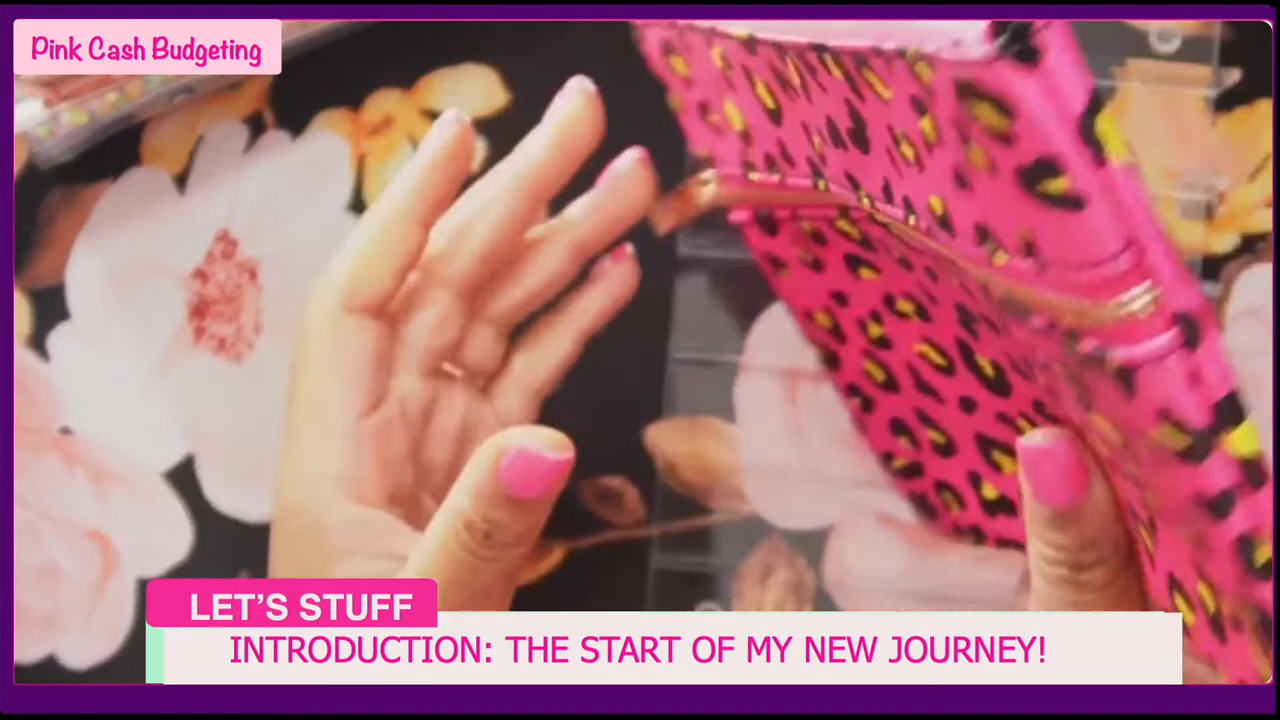 Pink Cash Budgeting
LET'S STUFF
INTRODUCTION: THE START OF MY NEW JOURNEY!